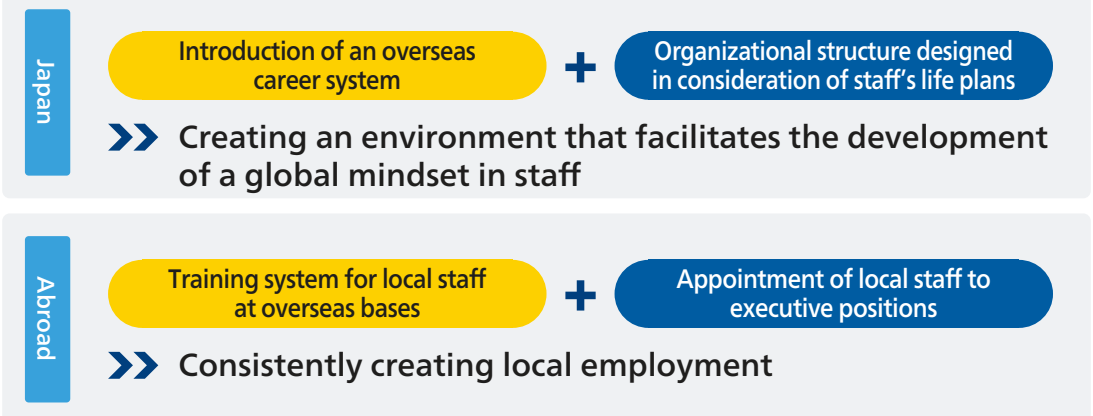 Japan
Introduction of an overseas
career system
+
Organizational structure designed
in consideration of staff's life plans
Creating an environment that facilitates the development
of a global mindset in staff
Abroad
Training system for local staff
at overseas bases
+
Appointment of local staff to
executive positions
Consistently creating local employment